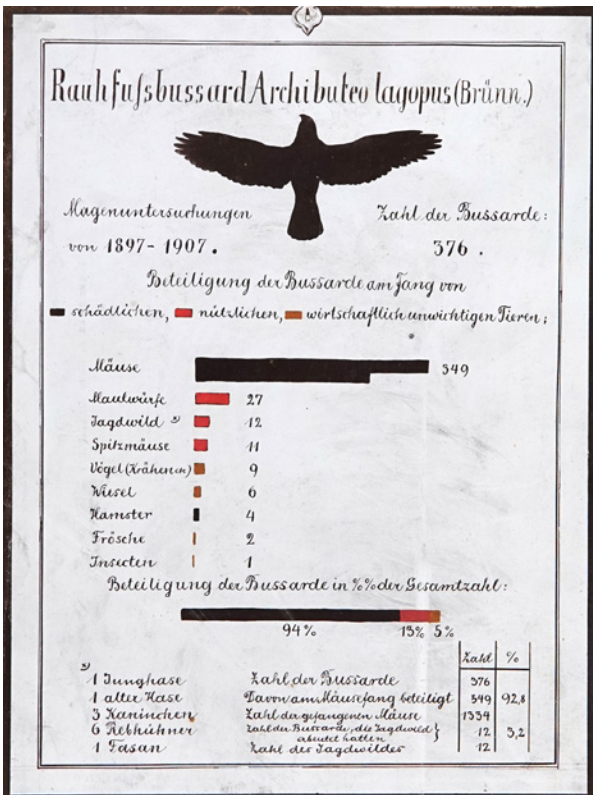 Rauhfußbussard Archibuteo lagopus (Brünn.)
Magenuntersuchungen
von 1897-1907.
Zahl der Bussarde:
376.
Beteiligung der Bussarde am Fang von
schädlichen, nützlichen, wirtschaftlich unwichtigen Tieren;
Mäuse 349
Maulwürfe 27
Jagdwild *) 12
Spitzmäuse 11
Vögel (Krähen) 9
Wiesel 6
Hamster 4
Frösche 2
Insecten 1
Beteiligung der Bussarde in %% der Gesamtzahl:
94% 13% 5%
*)
1 Junghase
1 alter Hase
3 Kaninchen
6 Rebhühner
1 Fasan
Zahl %
Zahl der Bussarde 376
Davon am Mäusefang beteiligt 349 92,8
Zahl der gefangenen Mäuse 1334
Zahl der Bussarde, die Jagdwild
erbeutet hatten } 12 3,2
Zahl des Jagdwildes 12